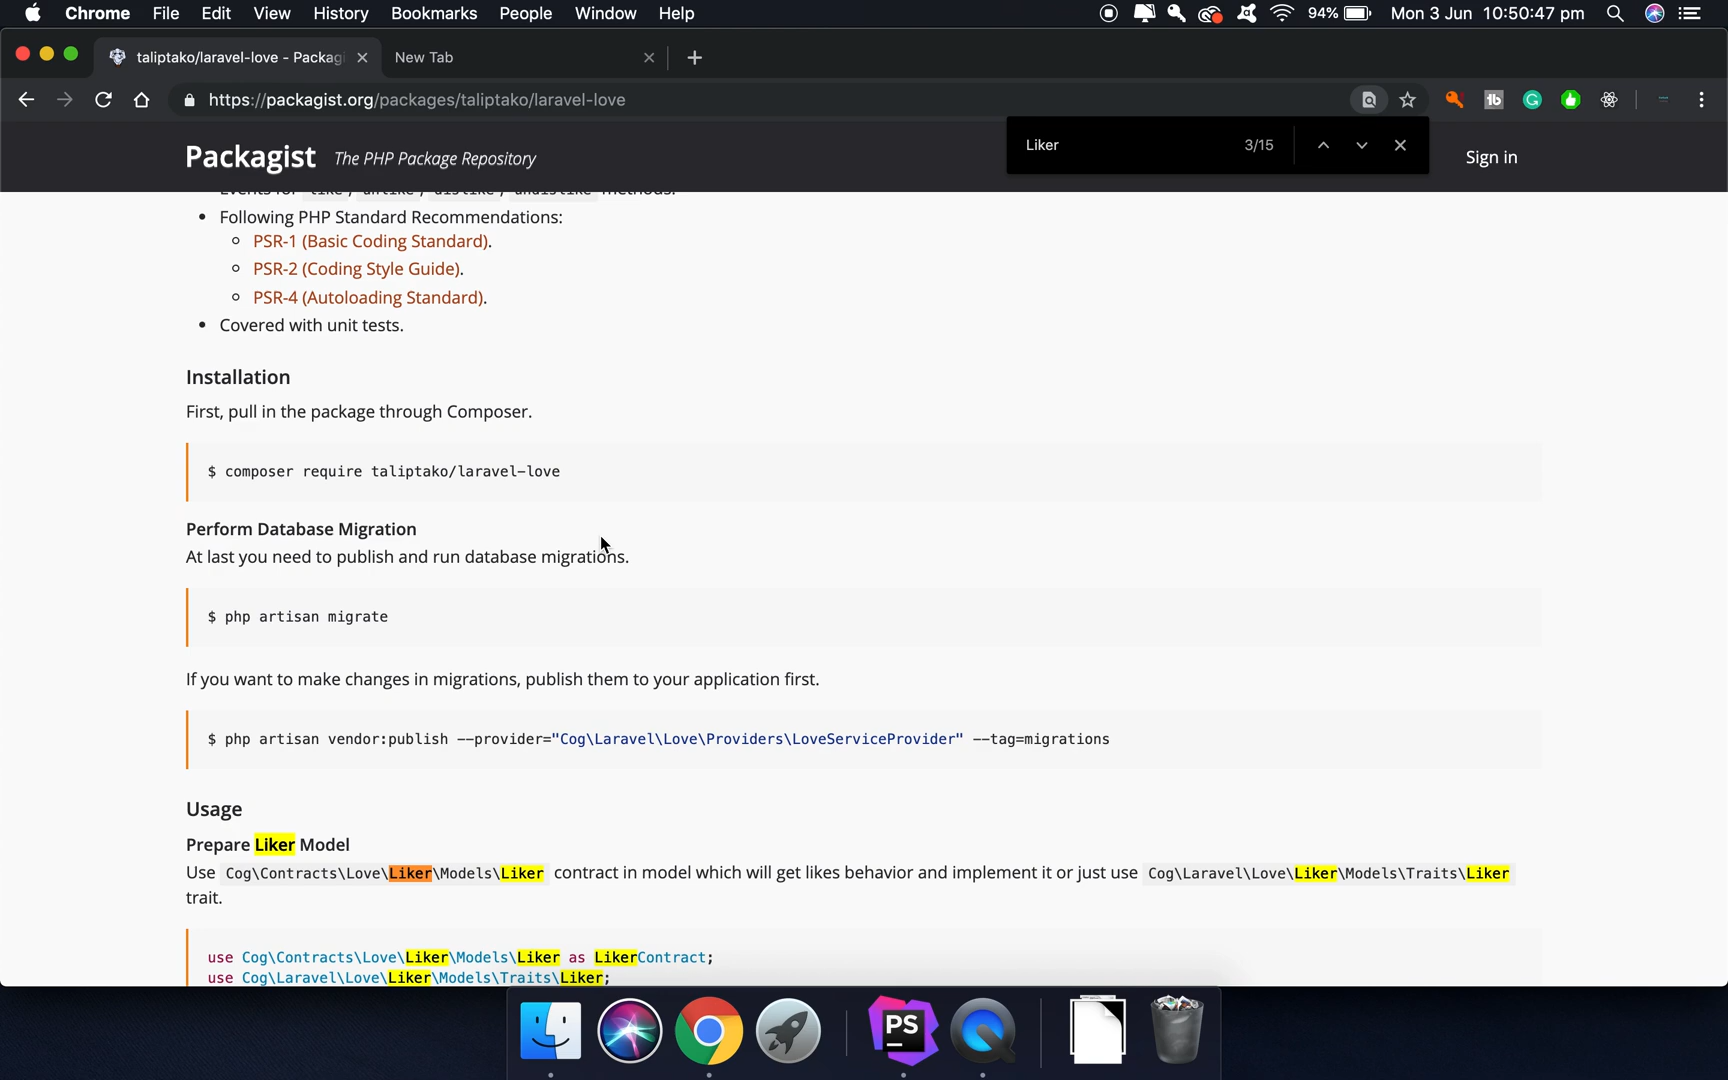 Chrome File Edit View History Bookmarks People Window Help 94% Mon 3 Jun 10:50:47 pm
taliptako/laravel-love - Packag New Tab
https://packagist.org/packages/taliptako/laravel-love
Liker 3/15
Packagist The PHP Package Repository Sign in
Events for like, unlike, dislike, undislike methods.
• Following PHP Standard Recommendations:
PSR-1 (Basic Coding Standard).
PSR-2 (Coding Style Guide).
PSR-4 (Autoloading Standard).
• Covered with unit tests.
Installation
First, pull in the package through Composer.
$ composer require taliptako/laravel-love
Perform Database Migration
At last you need to publish and run database migrations.
$ php artisan migrate
If you want to make changes in migrations, publish them to your application first.
$ php artisan vendor:publish --provider="Cog\Laravel\Love\Providers\LoveServiceProvider" --tag=migrations
Usage
Prepare Liker Model
Use Cog\Contracts\Love\Liker\Models\Liker contract in model which will get likes behavior and implement it or just use Cog\Laravel\Love\Liker\Models\Traits\Liker
trait.
use Cog\Contracts\Love\Liker\Models\Liker as LikerContract;
use Cog\Laravel\Love\Liker\Models\Traits\Liker;
PS